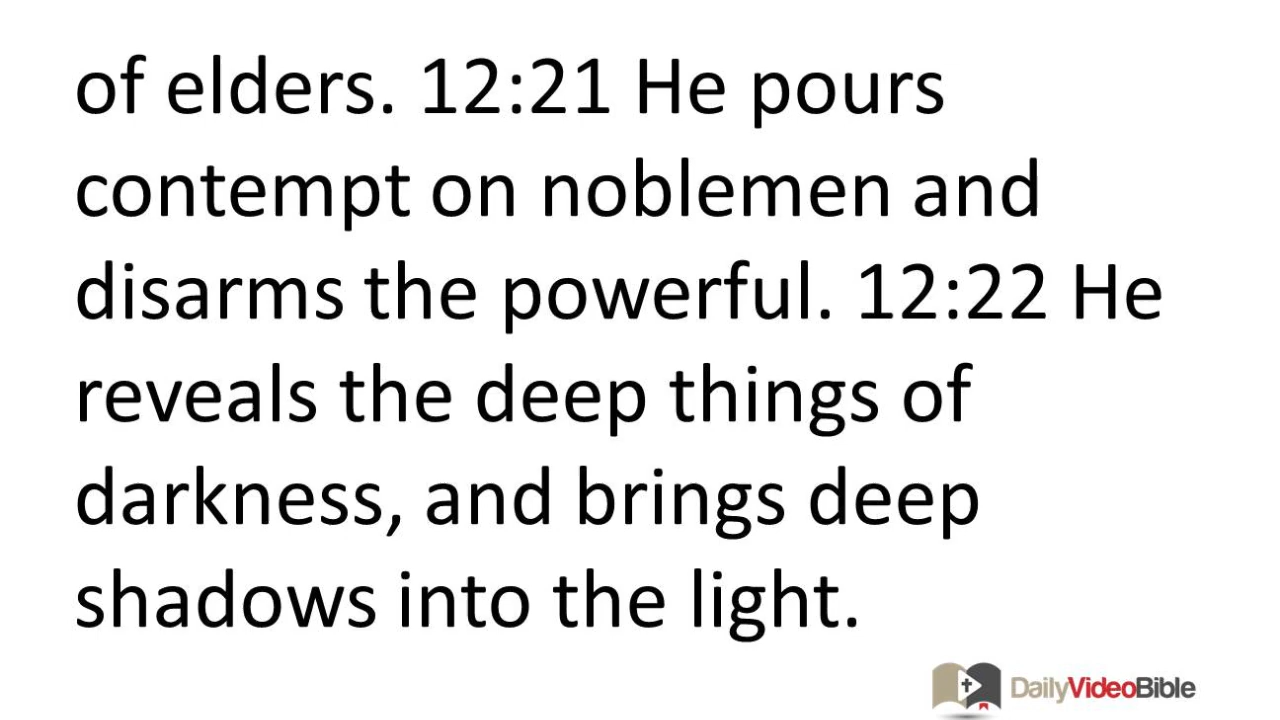 of elders. 12:21 He pours
contempt on noblemen and
disarms the powerful. 12:22 He
reveals the deep things of
darkness, and brings deep
shadows into the light.
DailyVideoBible